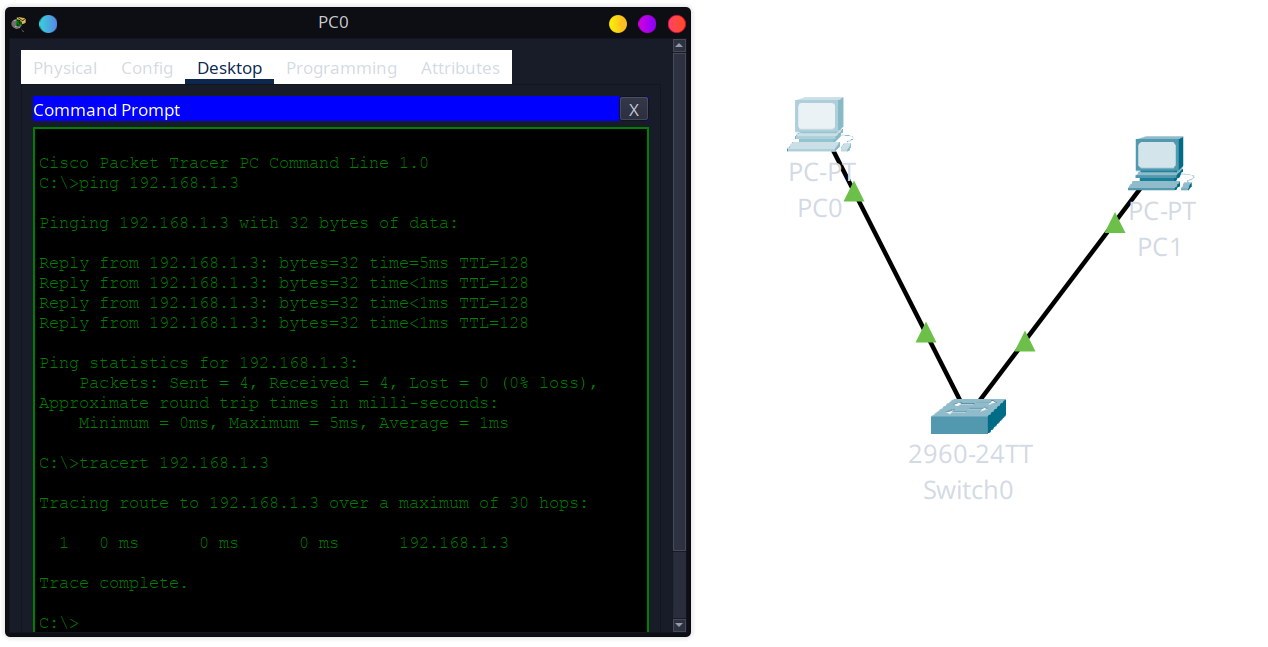 PC0
Physical Config Desktop Programming Attributes
Command Prompt
X
Cisco Packet Tracer PC Command Line 1.0
C:\>ping 192.168.1.3
Pinging 192.168.1.3 with 32 bytes of data:
Reply from 192.168.1.3: bytes=32 time=5ms TTL=128
Reply from 192.168.1.3: bytes=32 time<1ms TTL=128
Reply from 192.168.1.3: bytes=32 time<1ms TTL=128
Reply from 192.168.1.3: bytes=32 time<1ms TTL=128
Ping statistics for 192.168.1.3:
Packets: Sent = 4, Received = 4, Lost = 0 (0% loss),
Approximate round trip times in milli-seconds:
Minimum = 0ms, Maximum = 5ms, Average = 1ms
C:\>tracert 192.168.1.3
Tracing route to 192.168.1.3 over a maximum of 30 hops:
1 0 ms 0 ms 0 ms 192.168.1.3
Trace complete.
C:\>
PC-PT
PC0
PC-PT
PC1
2960-24TT
Switch0